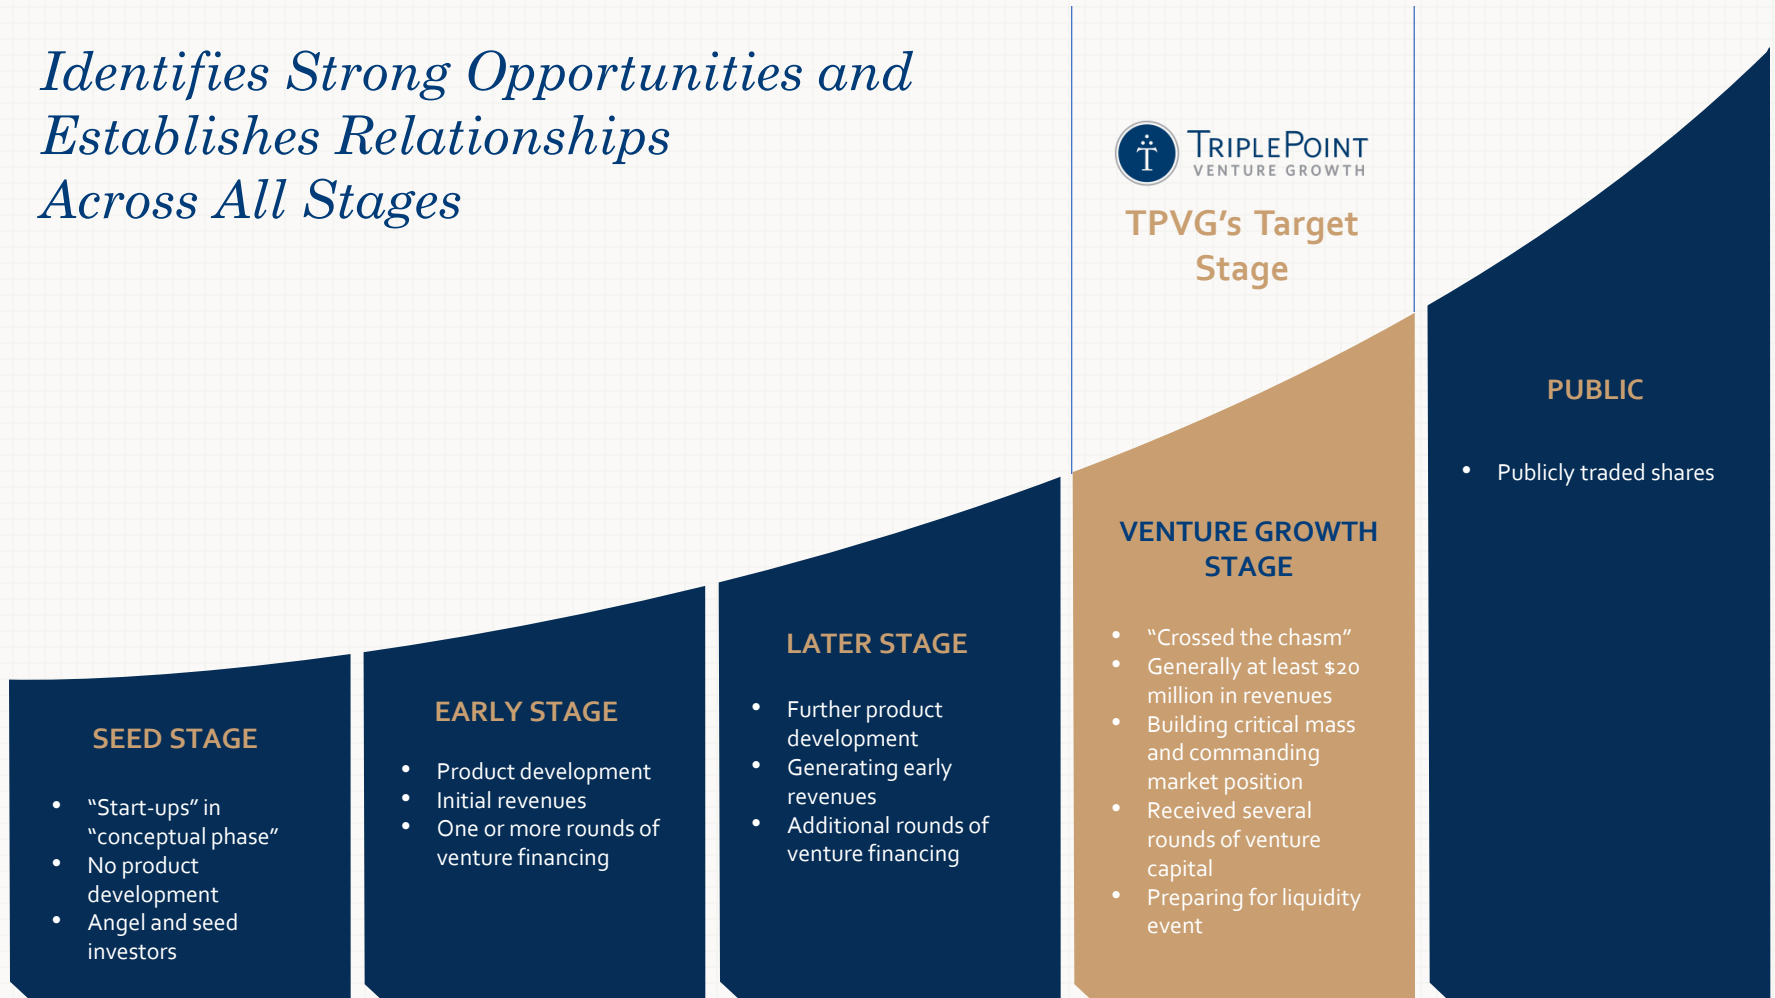 Identifies Strong Opportunities and
Establishes Relationships
Across All Stages
TRIPLEPOINT
VENTURE GROWTH
TPVG’s Target
Stage
SEED STAGE
• “Start-ups” in
“conceptual phase”
• No product
development
• Angel and seed
investors
EARLY STAGE
• Product development
• Initial revenues
• One or more rounds of
venture financing
LATER STAGE
• Further product
development
• Generating early
revenues
• Additional rounds of
venture financing
VENTURE GROWTH
STAGE
• “Crossed the chasm”
• Generally at least $20
million in revenues
• Building critical mass
and commanding
market position
• Received several
rounds of venture
capital
• Preparing for liquidity
event
PUBLIC
• Publicly traded shares